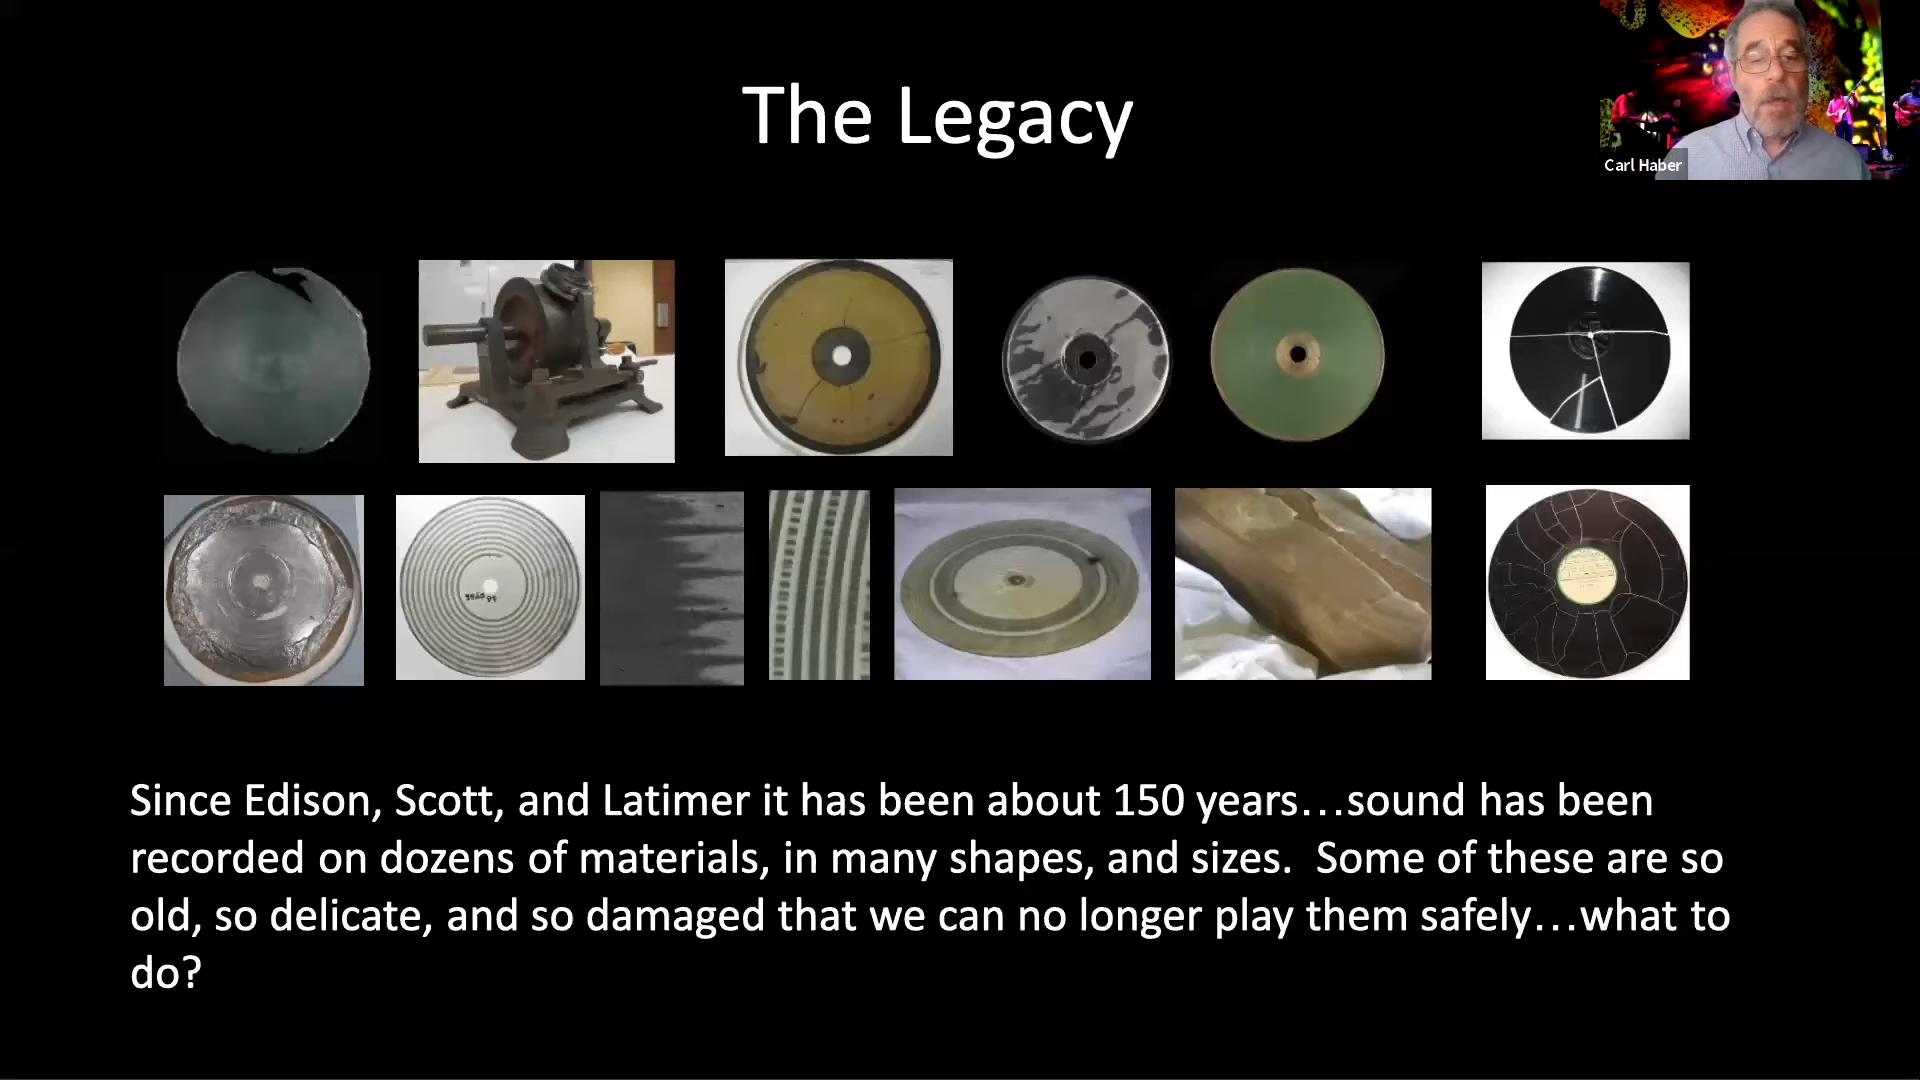 The Legacy
Carl Haber
Since Edison, Scott, and Latimer it has been about 150 years…sound has been
recorded on dozens of materials, in many shapes, and sizes.  Some of these are so
old, so delicate, and so damaged that we can no longer play them safely…what to
do?